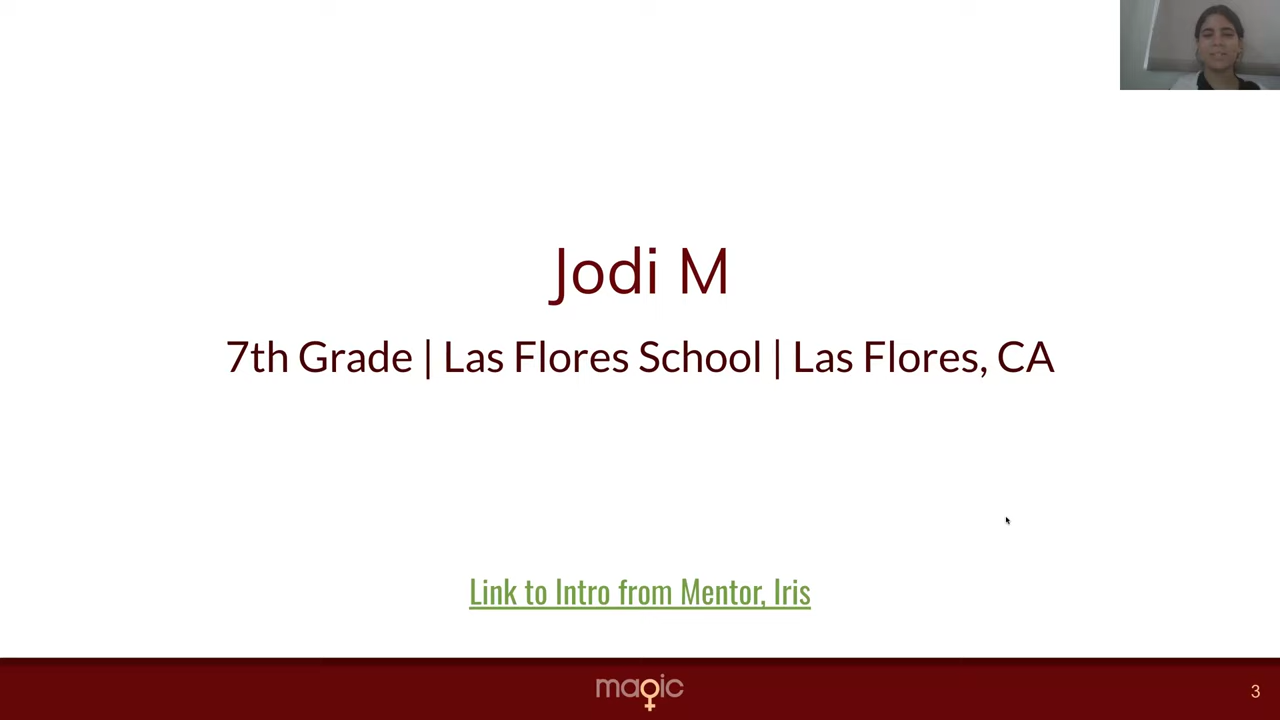 Jodi M
7th Grade | Las Flores School | Las Flores, CA
Link to Intro from Mentor, Iris
magic
3